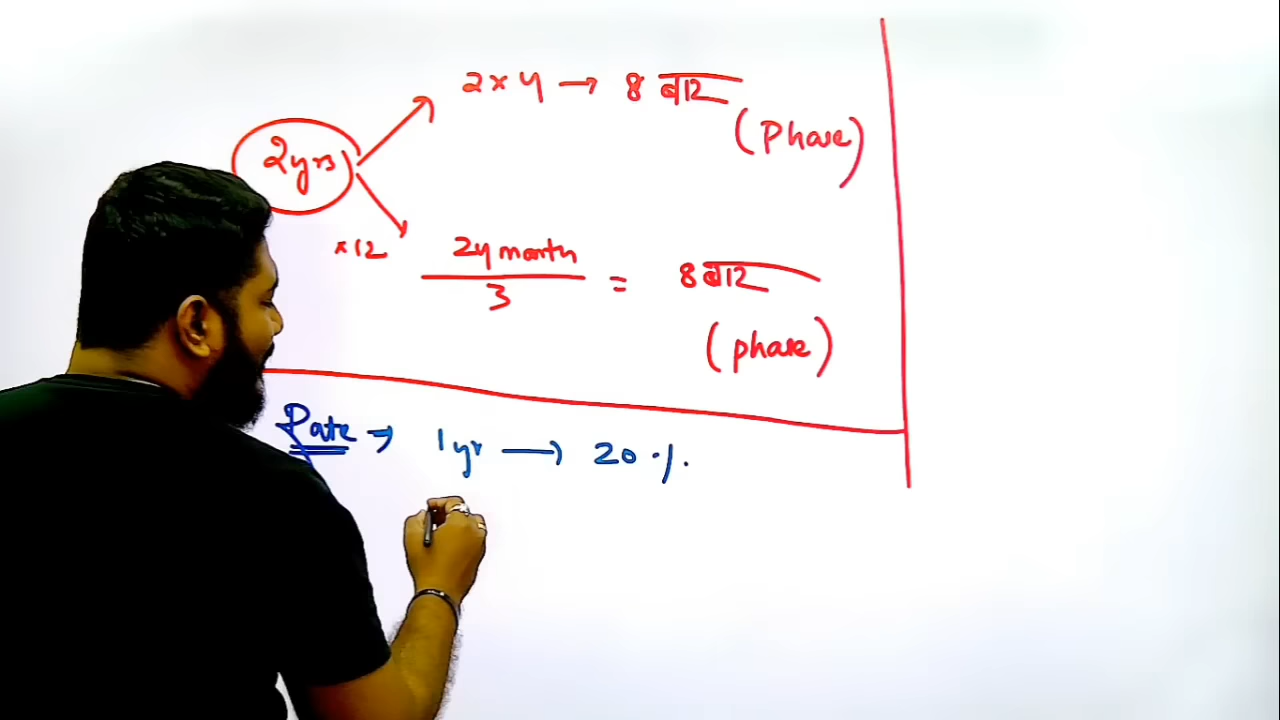 2 × 4 → 8 बार
(Phase)
2yrs
×12
24 month
3
= 8 बार
(phase)
Rate → 1yr → 20 %.